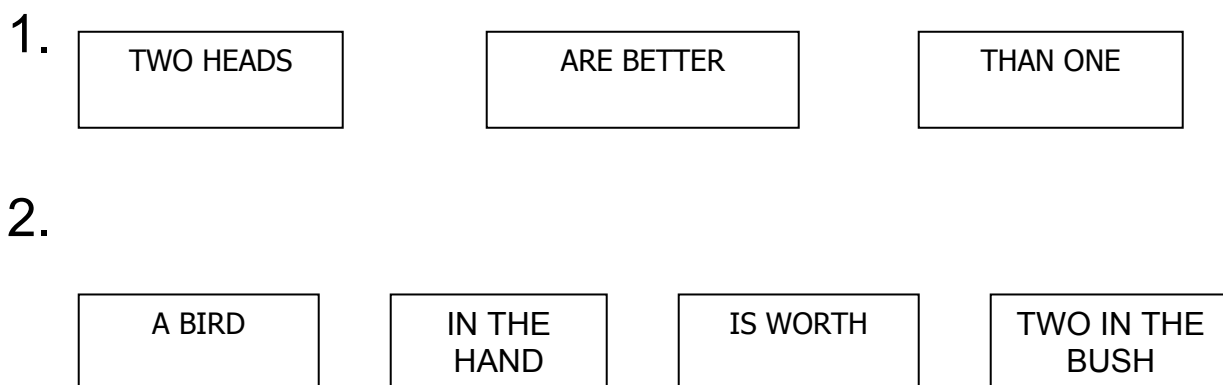 1.
TWO HEADS ARE BETTER THAN ONE
2.
A BIRD IN THE HAND IS WORTH TWO IN THE BUSH